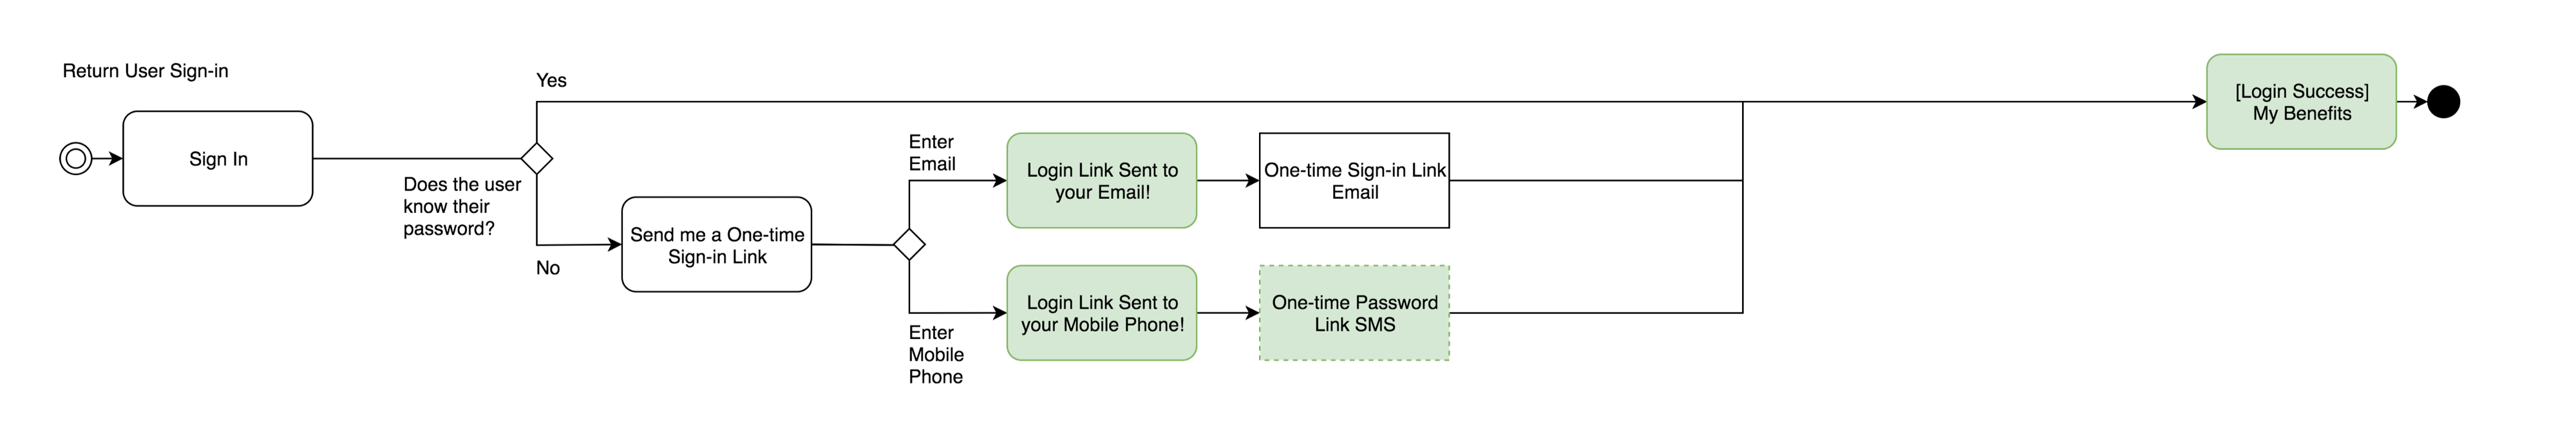 Return User Sign-in
Sign In
Does the user
know their
password?
Yes
No
Send me a One-time
Sign-in Link
Enter
Email
Login Link Sent to
your Email!
One-time Sign-in Link
Email
Enter
Mobile
Phone
Login Link Sent to
your Mobile Phone!
One-time Password
Link SMS
[Login Success]
My Benefits